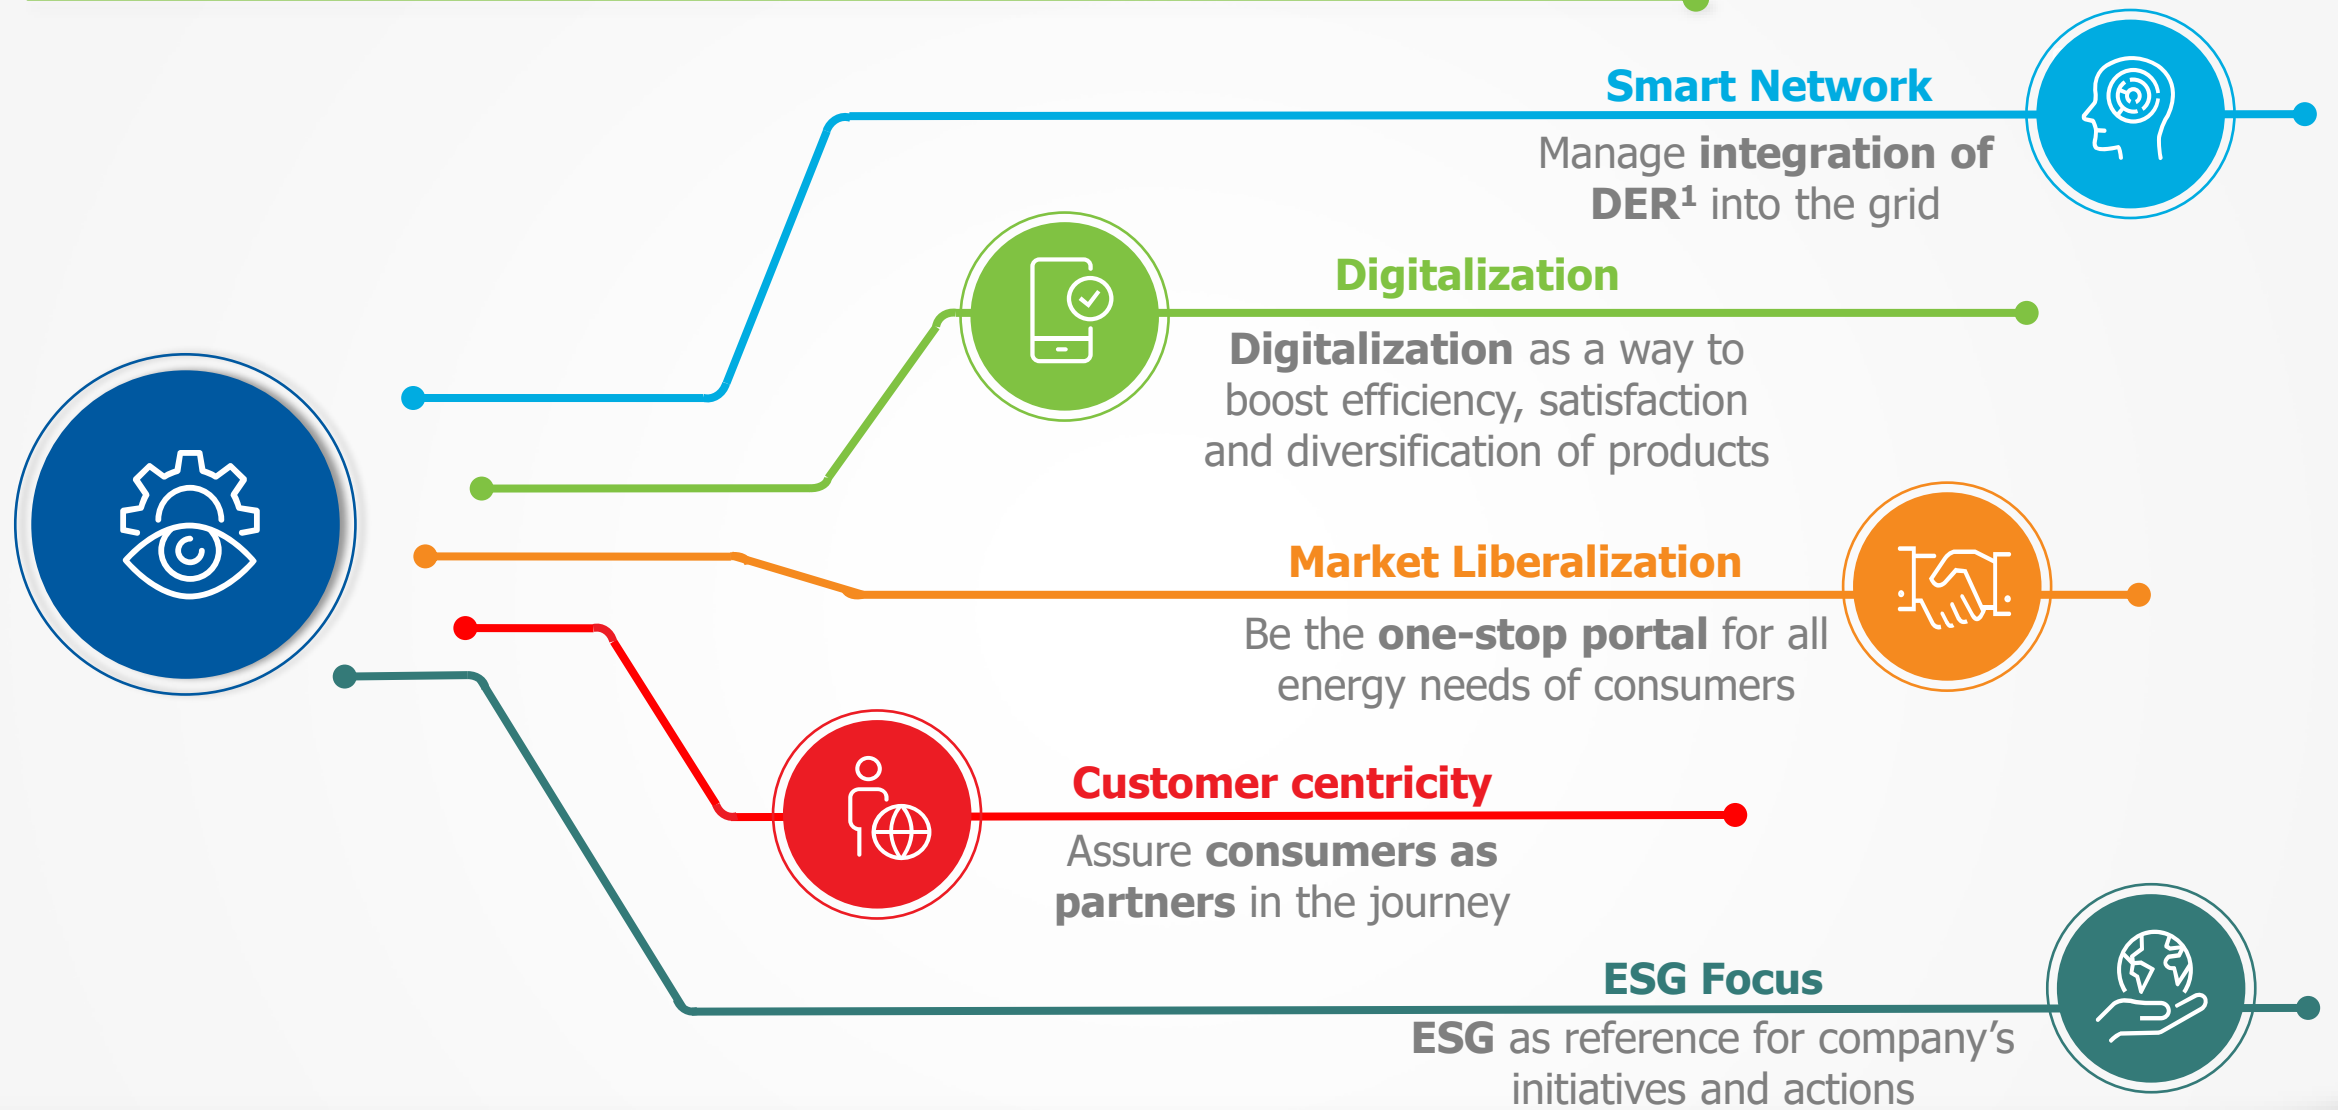 Smart Network
Manage integration of
DER¹ into the grid
Digitalization
Digitalization as a way to
boost efficiency, satisfaction
and diversification of products
Market Liberalization
Be the one-stop portal for all
energy needs of consumers
Customer centricity
Assure consumers as
partners in the journey
ESG Focus
ESG as reference for company’s
initiatives and actions